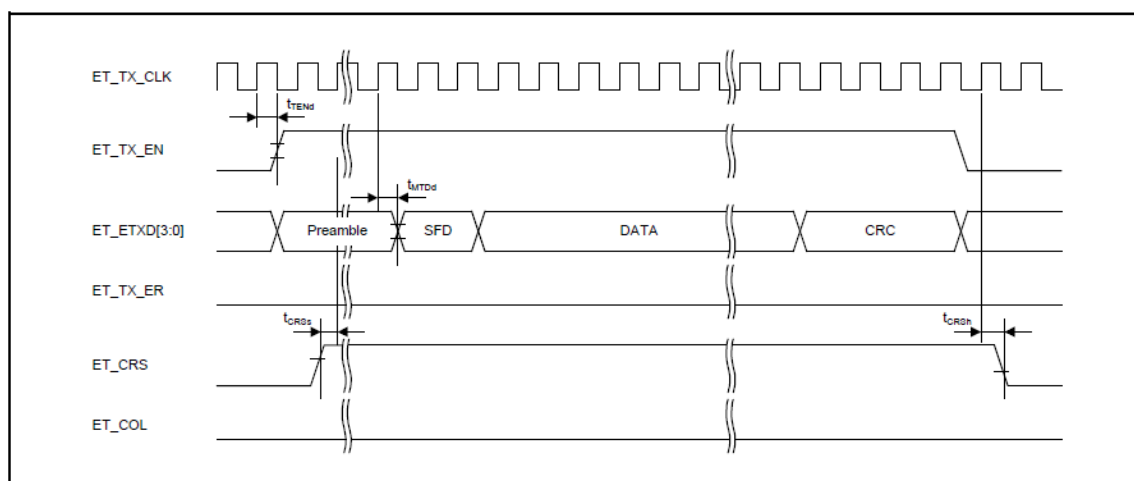 ET_TX_CLK
tTENd
ET_TX_EN
tMTDd
ET_ETXD[3:0] Preamble SFD DATA CRC
ET_TX_ER
tCRSs tCRSh
ET_CRS
ET_COL